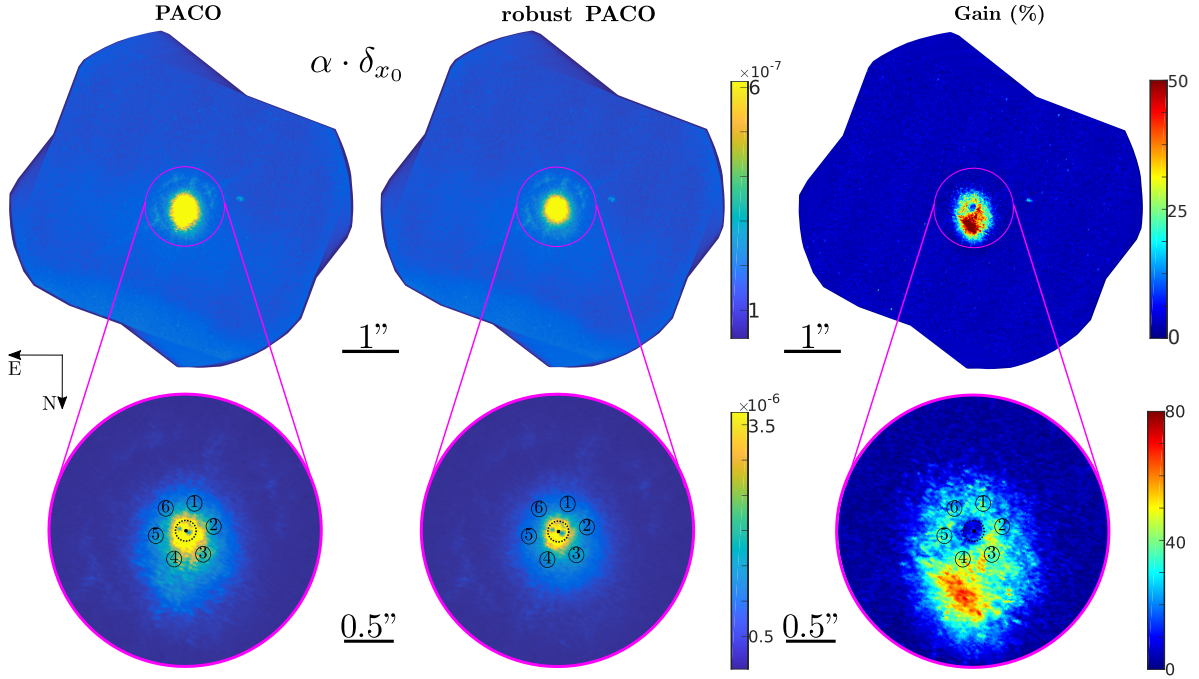 PACO
robust PACO
Gain (%)
α · δx₀
×10⁻⁷
6
1
50
25
0
1”
1”
E
N
×10⁻⁶
3.5
0.5
80
40
0
① ② ③ ④ ⑤ ⑥
① ② ③ ④ ⑤ ⑥
① ② ③ ④ ⑤ ⑥
0.5”
0.5”